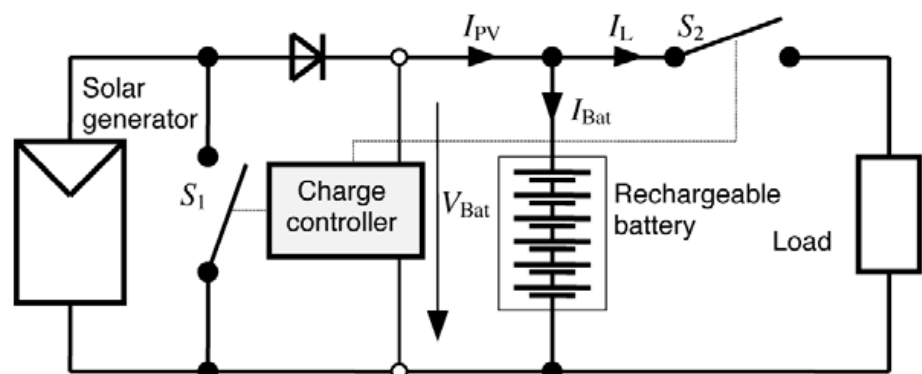 I_PV
I_L
S_2
Solar
generator
I_Bat
S_1
Charge
controller
V_Bat
Rechargeable
battery
Load